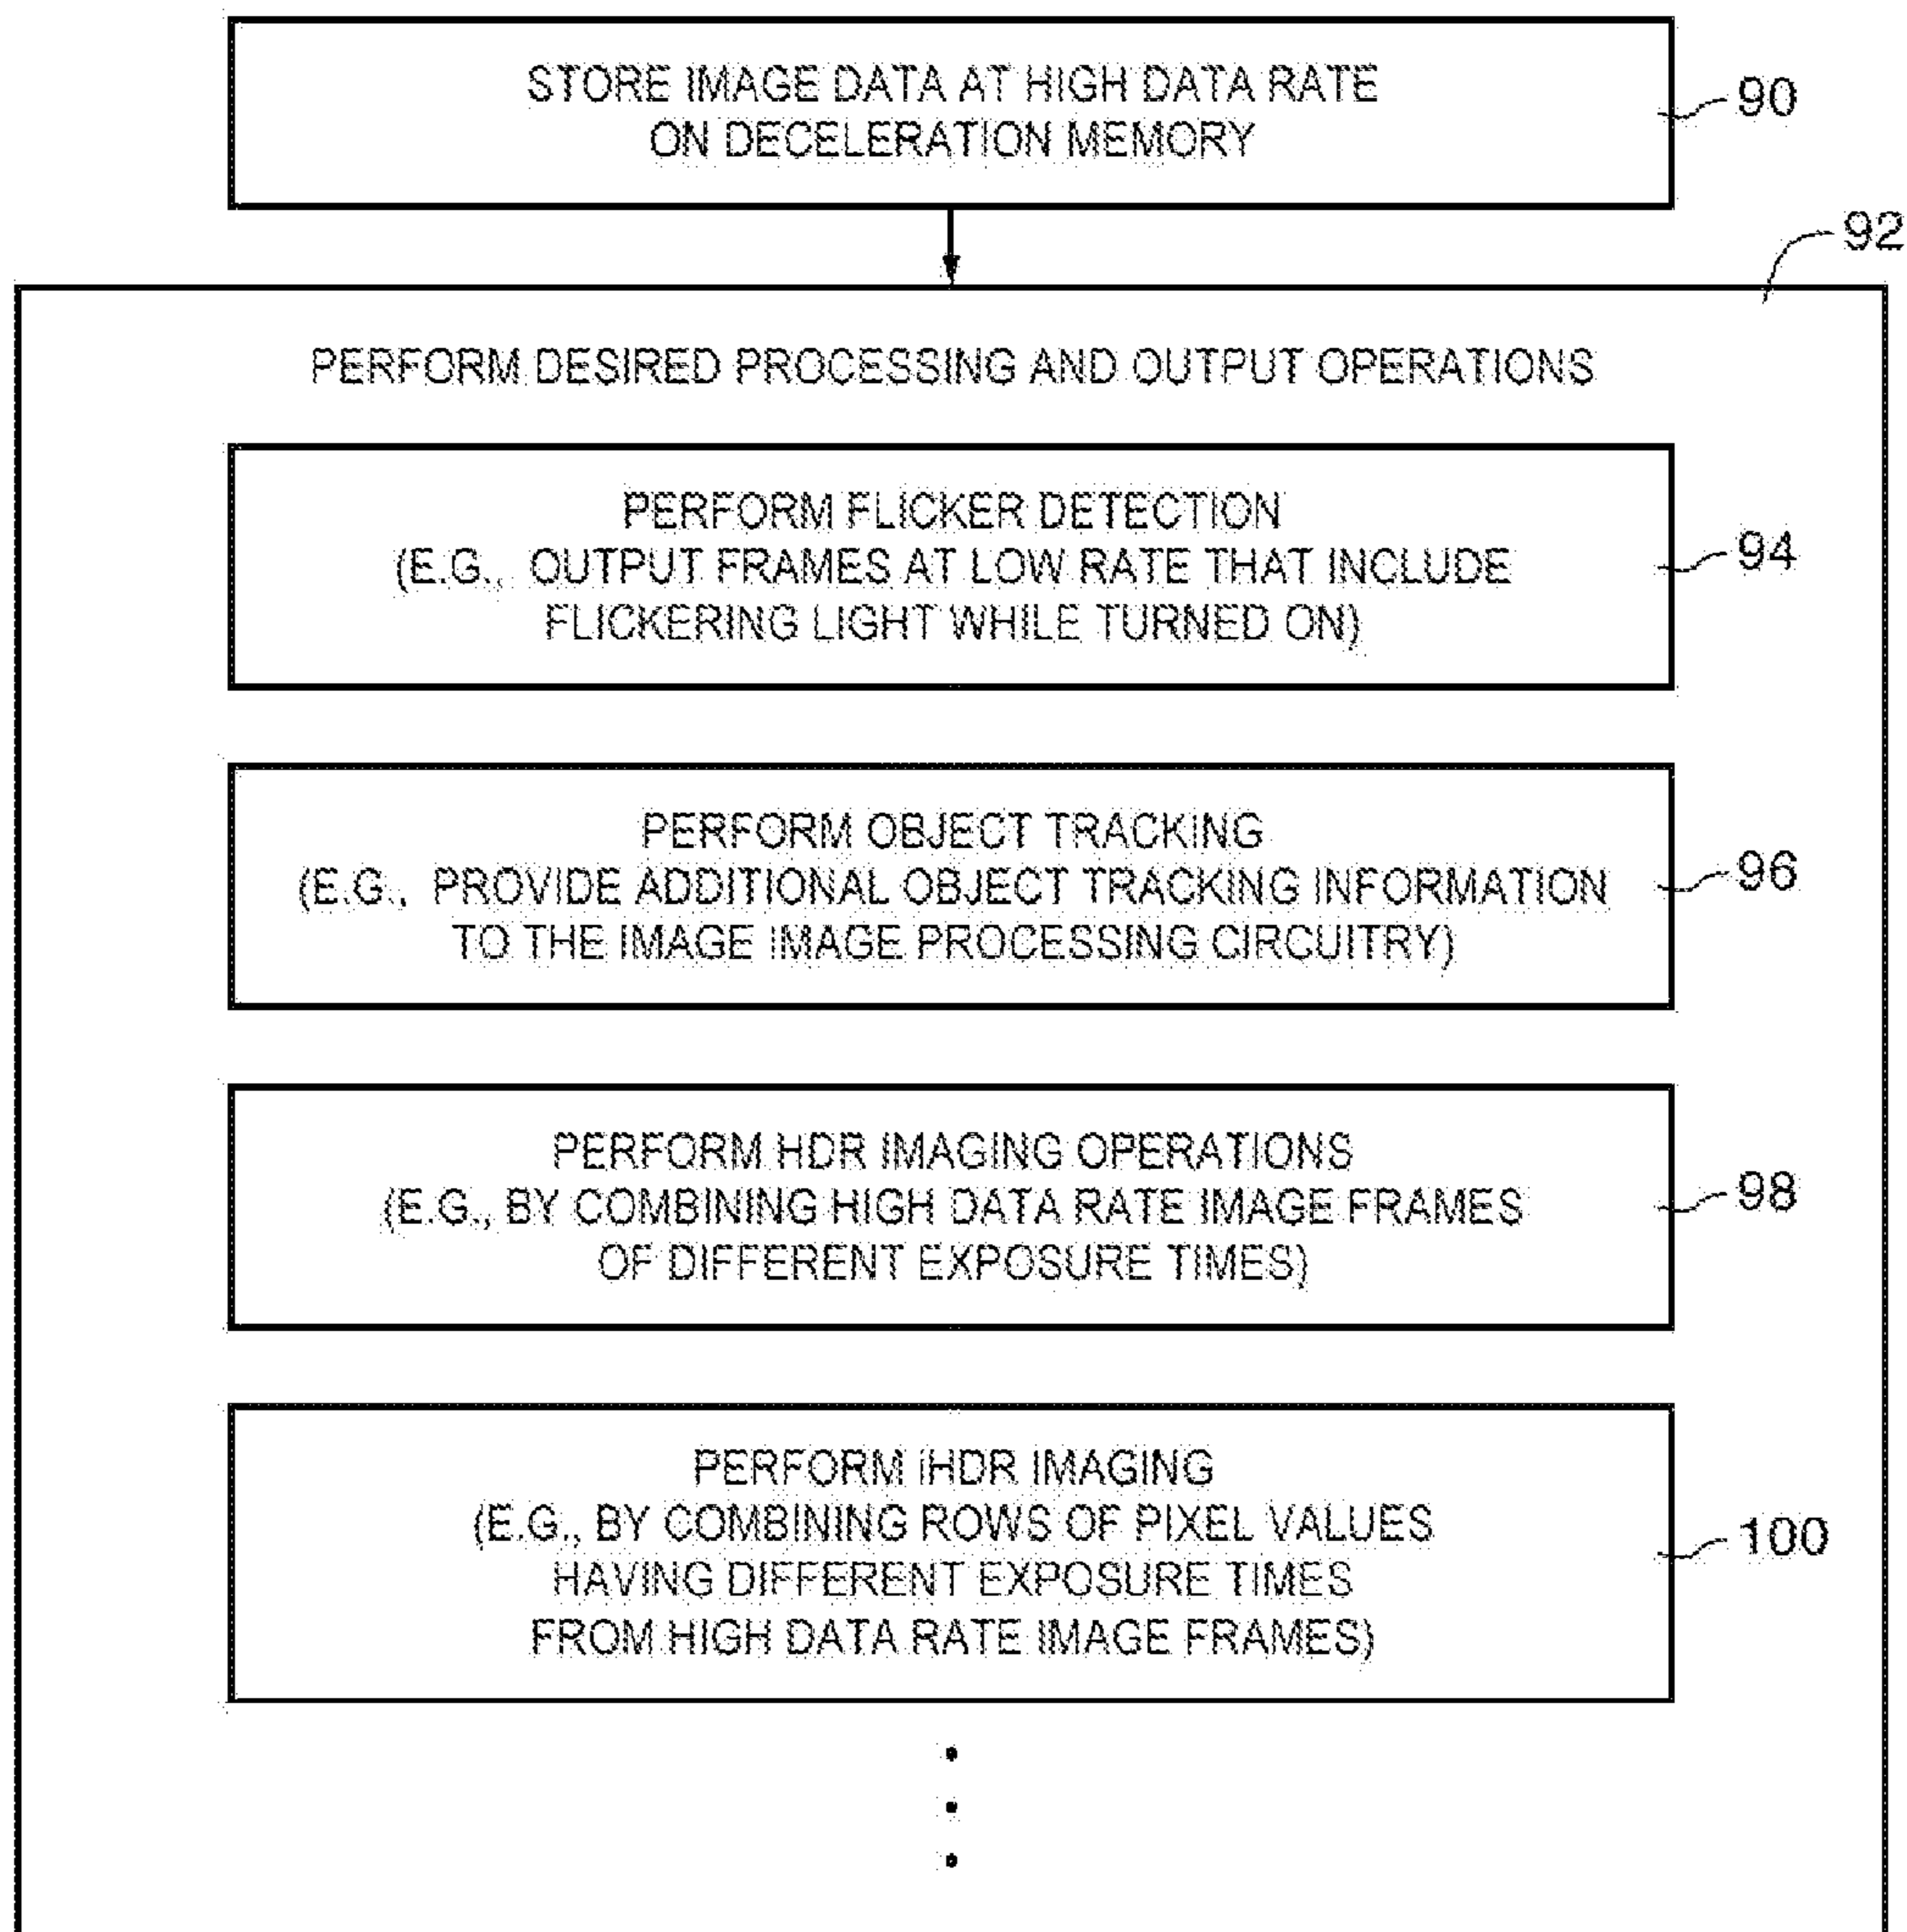 STORE IMAGE DATA AT HIGH DATA RATE
ON DECELERATION MEMORY
90
92
PERFORM DESIRED PROCESSING AND OUTPUT OPERATIONS
PERFORM FLICKER DETECTION
(E.G., OUTPUT FRAMES AT LOW RATE THAT INCLUDE
FLICKERING LIGHT WHILE TURNED ON)
94
PERFORM OBJECT TRACKING
(E.G., PROVIDE ADDITIONAL OBJECT TRACKING INFORMATION
TO THE IMAGE IMAGE PROCESSING CIRCUITRY)
96
PERFORM HDR IMAGING OPERATIONS
(E.G., BY COMBINING HIGH DATA RATE IMAGE FRAMES
OF DIFFERENT EXPOSURE TIMES)
98
PERFORM iHDR IMAGING
(E.G., BY COMBINING ROWS OF PIXEL VALUES
HAVING DIFFERENT EXPOSURE TIMES
FROM HIGH DATA RATE IMAGE FRAMES)
100